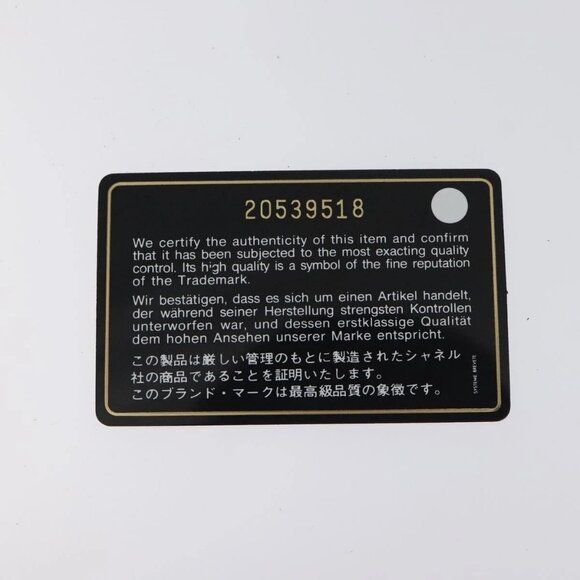 20539518
We certify the authenticity of this item and confirm
that it has been subjected to the most exacting quality
control. Its high quality is a symbol of the fine reputation
of the Trademark.
Wir bestätigen, dass es sich um einen Artikel handelt,
der während seiner Herstellung strengsten Kontrollen
unterworfen war, und dessen erstklassige Qualität
dem hohen Ansehen unserer Marke entspricht.
この製品は厳しい管理のもとに製造されたシャネル
社の商品であることを証明いたします。
このブランド・マークは最高級品質の象徴です。
SYSTEME BREVETE